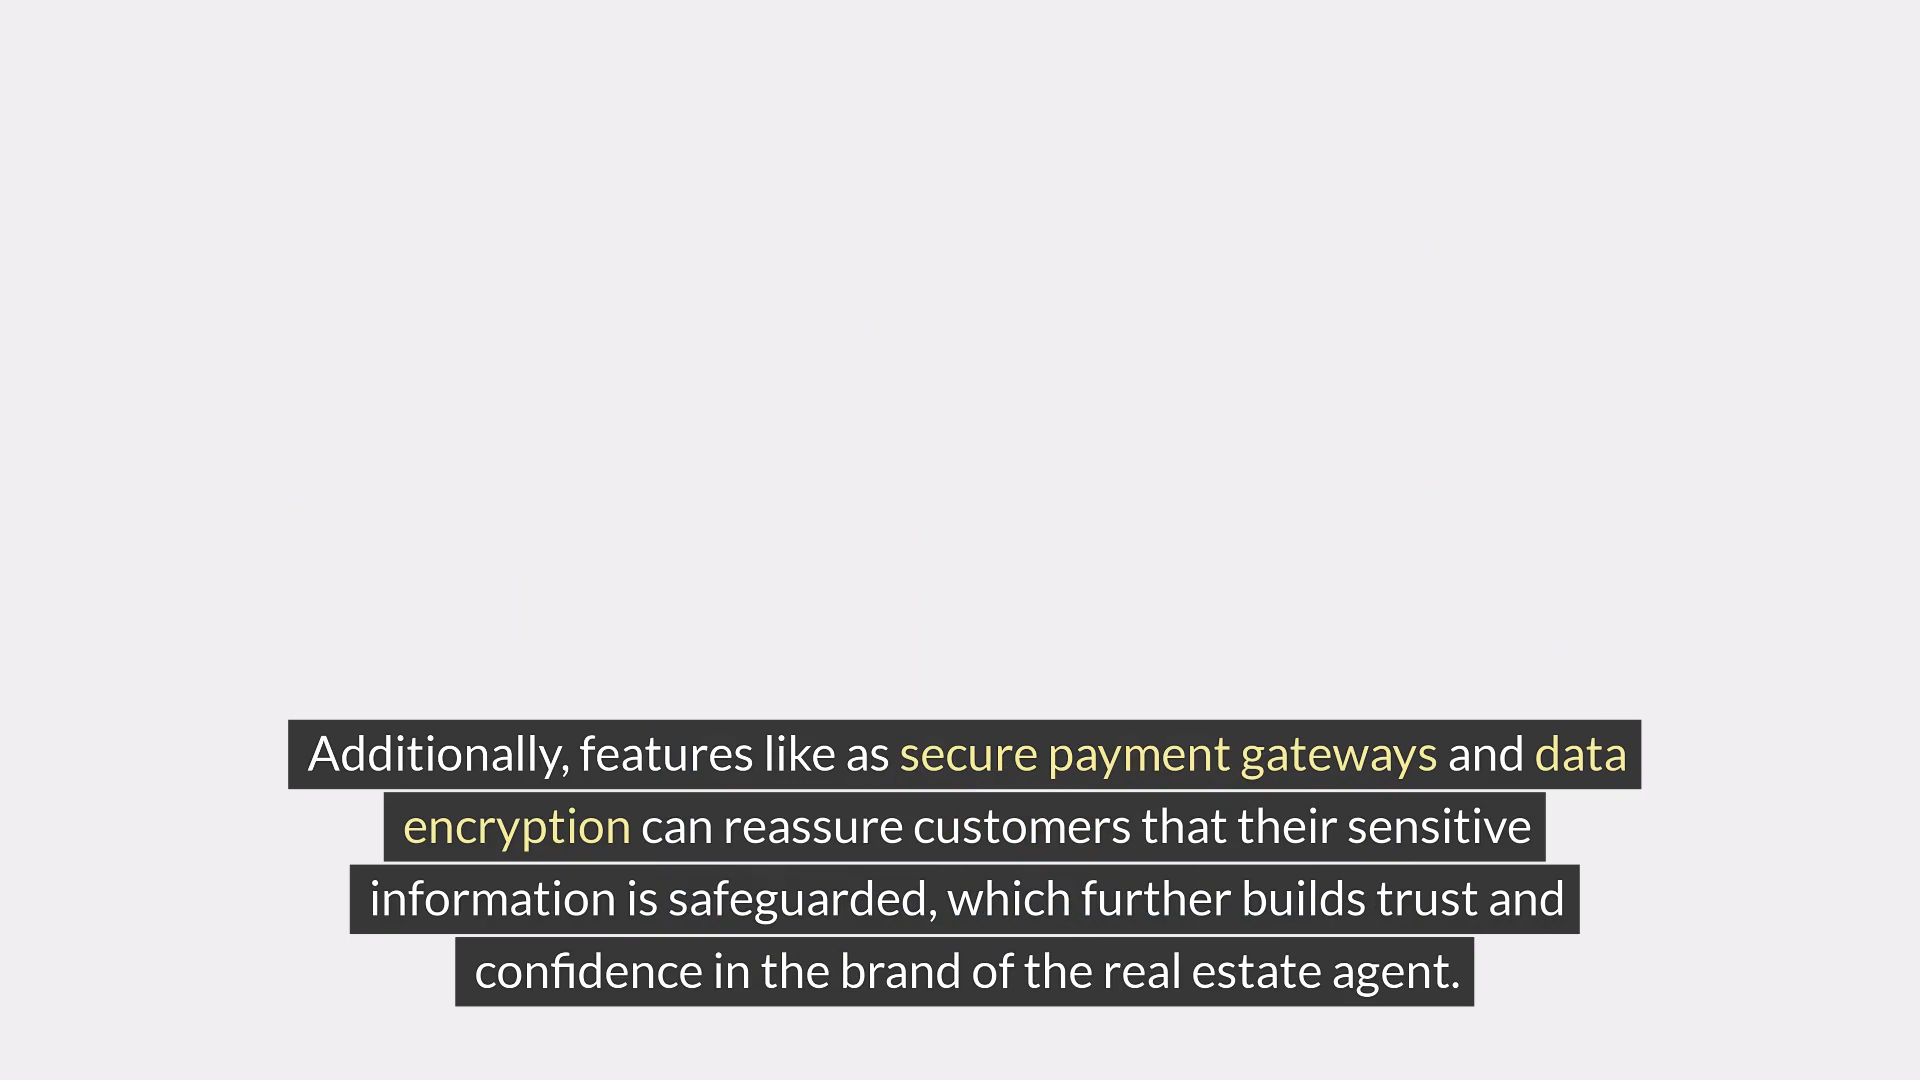 Additionally, features like as secure payment gateways and data
encryption can reassure customers that their sensitive
information is safeguarded, which further builds trust and
confidence in the brand of the real estate agent.